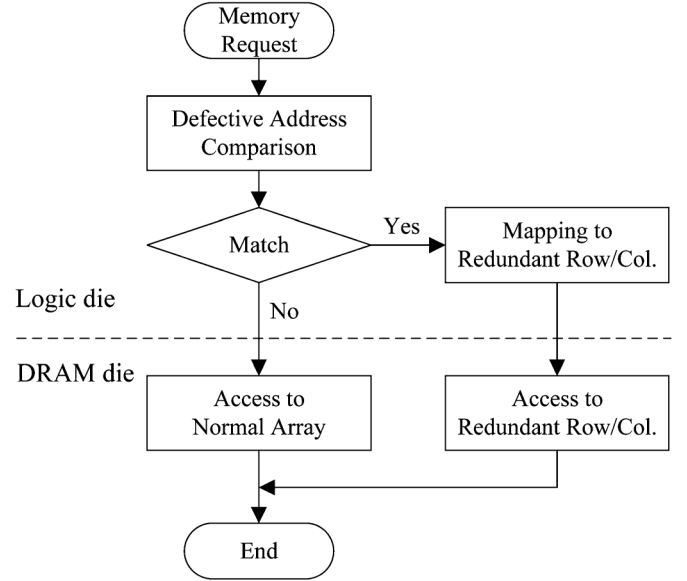 Memory
Request
Defective Address
Comparison
Match
Yes
Mapping to
Redundant Row/Col.
Logic die
No
DRAM die
Access to
Normal Array
Access to
Redundant Row/Col.
End